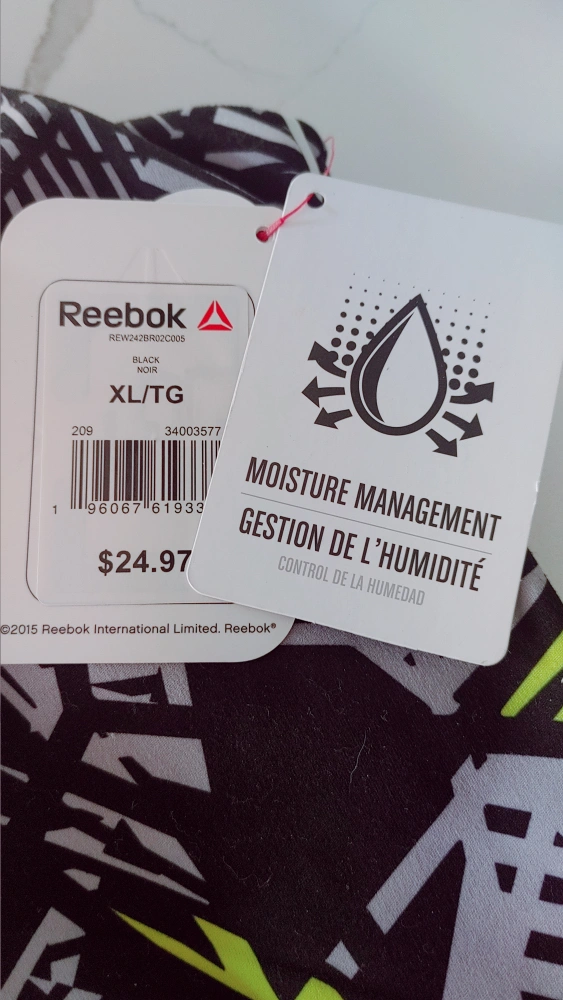 Reebok
REW242BR02C005
BLACK
NOIR
XL/TG
209 34003577
1 96067 61933
$24.97
©2015 Reebok International Limited. Reebok®
MOISTURE MANAGEMENT
GESTION DE L'HUMIDITÉ
CONTROL DE LA HUMEDAD